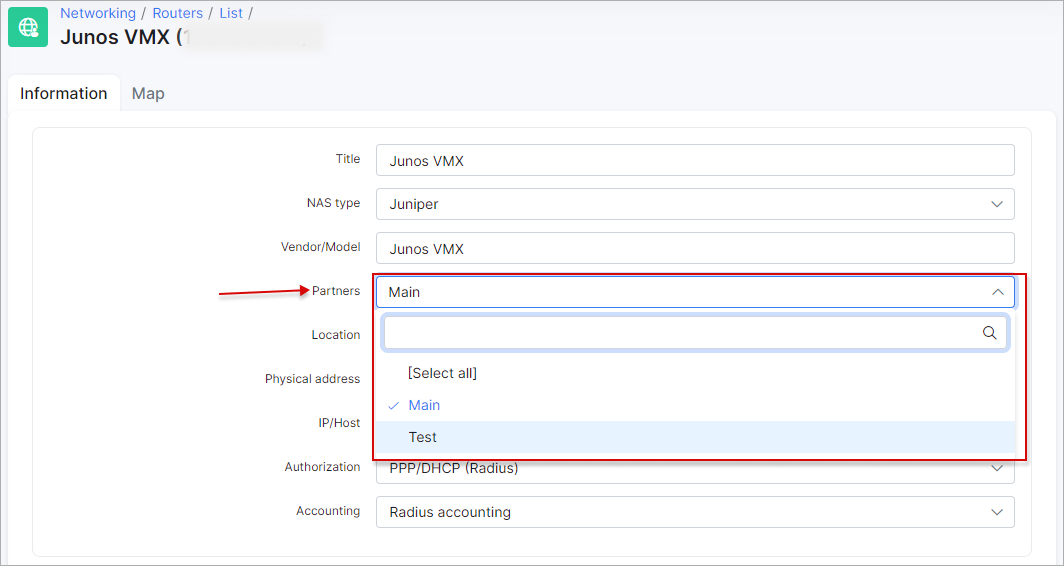 Networking / Routers / List /
Junos VMX (
Information Map
Title Junos VMX
NAS type Juniper
Vendor/Model Junos VMX
Partners Main
Location
[Select all]
Physical address
Main
IP/Host
Test
Authorization PPP/DHCP (Radius)
Accounting Radius accounting